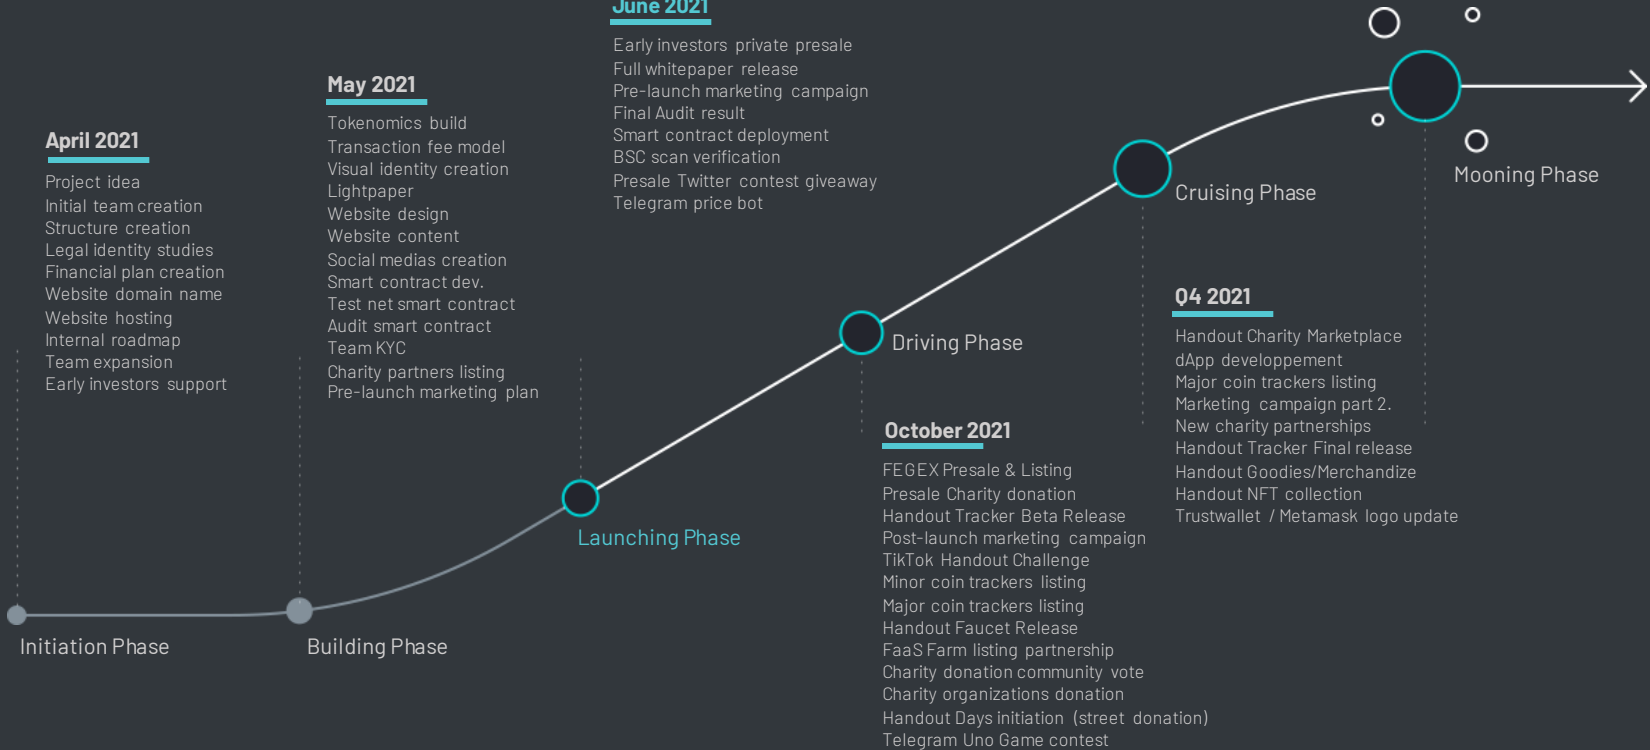 April 2021
Project idea
Initial team creation
Structure creation
Legal identity studies
Financial plan creation
Website domain name
Website hosting
Internal roadmap
Team expansion
Early investors support
Initiation Phase
May 2021
Tokenomics build
Transaction fee model
Visual identity creation
Lightpaper
Website design
Website content
Social medias creation
Smart contract dev.
Test net smart contract
Audit smart contract
Team KYC
Charity partners listing
Pre-launch marketing plan
Building Phase
June 2021
Early investors private presale
Full whitepaper release
Pre-launch marketing campaign
Final Audit result
Smart contract deployment
BSC scan verification
Presale Twitter contest giveaway
Telegram price bot
Launching Phase
Driving Phase
October 2021
FEGEX Presale & Listing
Presale Charity donation
Handout Tracker Beta Release
Post-launch marketing campaign
TikTok Handout Challenge
Minor coin trackers listing
Major coin trackers listing
Handout Faucet Release
FaaS Farm listing partnership
Charity donation community vote
Charity organizations donation
Handout Days initiation (street donation)
Telegram Uno Game contest
Cruising Phase
Q4 2021
Handout Charity Marketplace
dApp developpement
Major coin trackers listing
Marketing campaign part 2.
New charity partnerships
Handout Tracker Final release
Handout Goodies/Merchandize
Handout NFT collection
Trustwallet / Metamask logo update
Mooning Phase